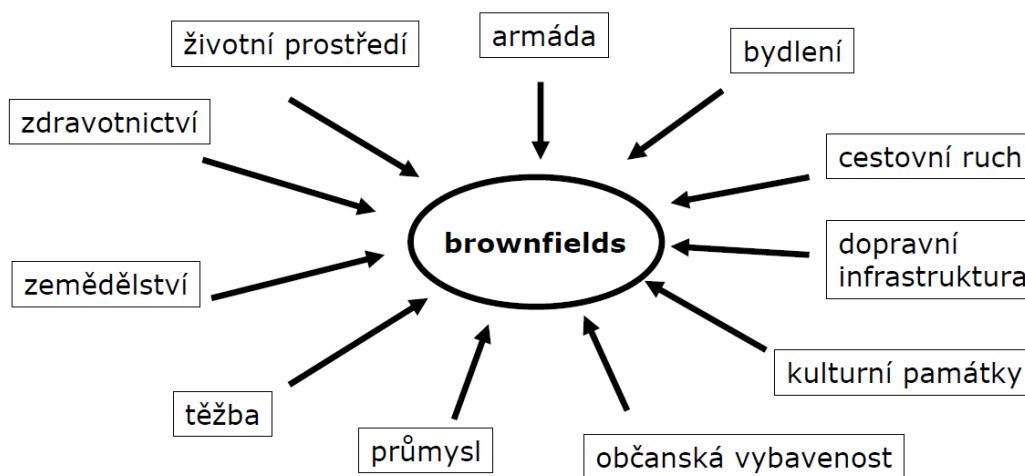 životní prostředí
armáda
bydlení
zdravotnictví
cestovní ruch
brownfields
dopravní
infrastruktura
zemědělství
kulturní památky
těžba
průmysl
občanská vybavenost